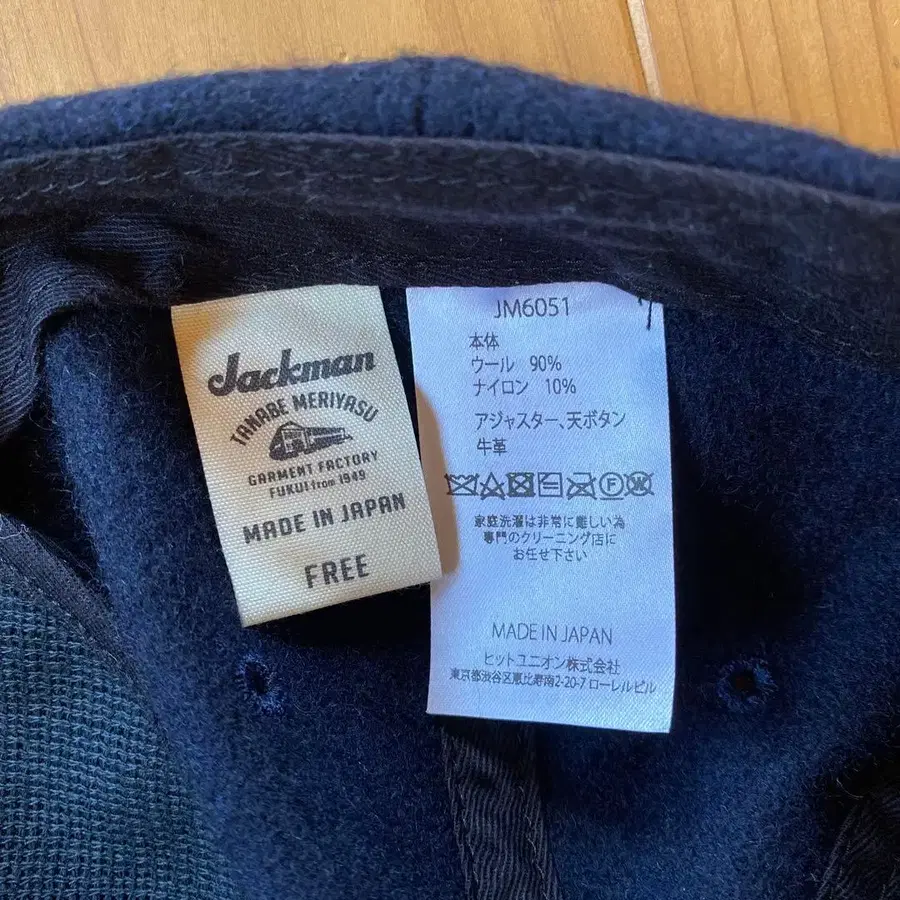 Jackman
TANABE MERIYASU
GARMENT FACTORY
FUKUI from 1949
MADE IN JAPAN
FREE
JM6051
本体
ウール 90%
ナイロン 10%
アジャスター、天ボタン
牛革
家庭洗濯は非常に難しい為
専門のクリーニング店に
お任せ下さい
MADE IN JAPAN
ヒットユニオン株式会社
東京都渋谷区恵比寿南2-20-7 ローレルビル